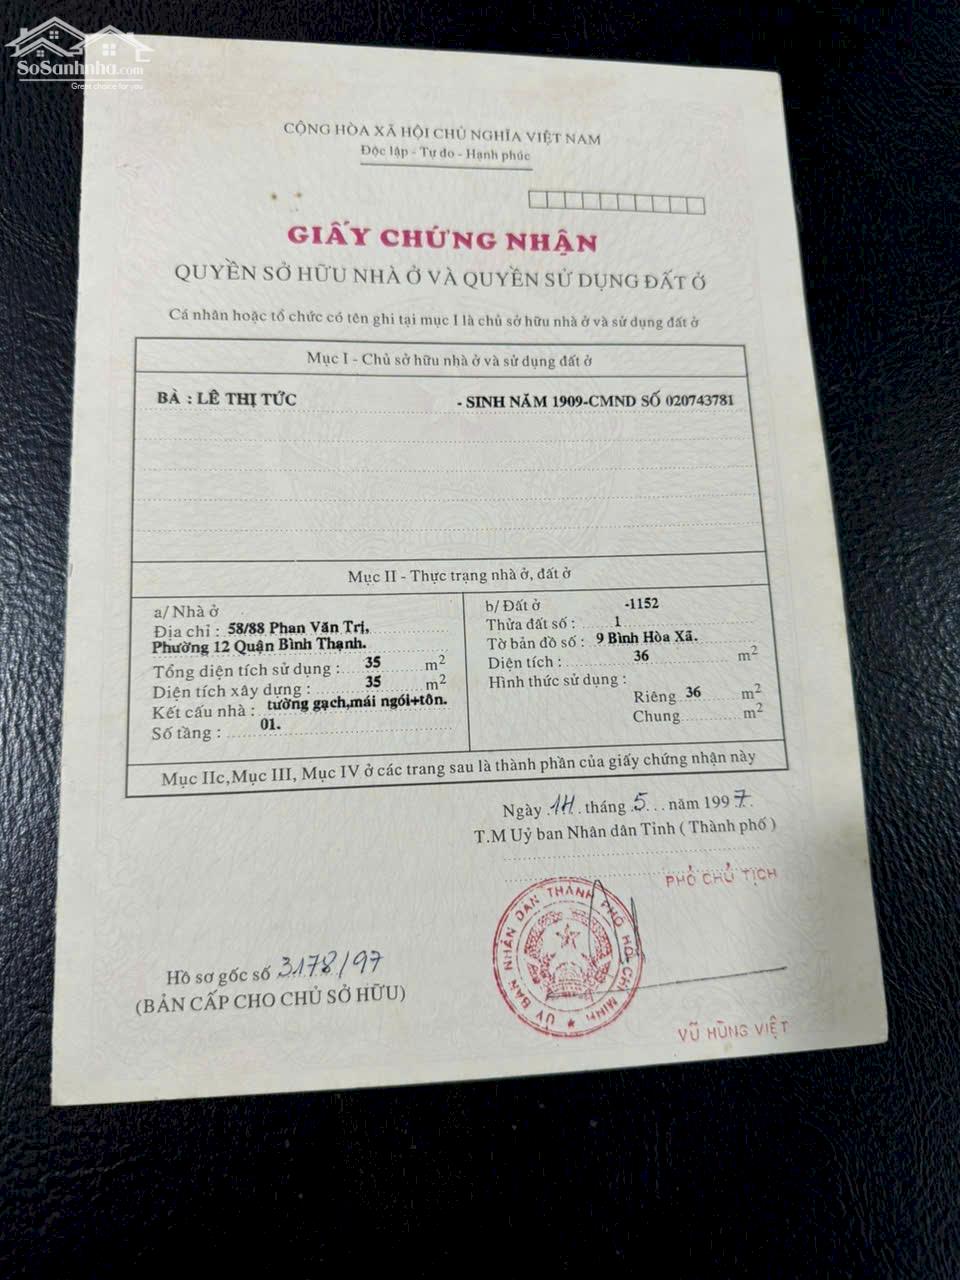 SoSanhnha.com
Great choice for you
CỘNG HÒA XÃ HỘI CHỦ NGHĨA VIỆT NAM
Độc lập - Tự do - Hạnh phúc
GIẤY CHỨNG NHẬN
QUYỀN SỞ HỮU NHÀ Ở VÀ QUYỀN SỬ DỤNG ĐẤT Ở
Cá nhân hoặc tổ chức có tên ghi tại mục I là chủ sở hữu nhà ở và sử dụng đất ở
Mục I - Chủ sở hữu nhà ở và sử dụng đất ở
BÀ : LÊ THỊ TỨC - SINH NĂM 1909-CMND SỐ 020743781
Mục II - Thực trạng nhà ở, đất ở
a/ Nhà ở
Địa chỉ : 58/88 Phan Văn Trị,
Phường 12 Quận Bình Thạnh.
Tổng diện tích sử dụng : 35 m²
Diện tích xây dựng : 35 m²
Kết cấu nhà : tường gạch,mái ngói+tôn.
Số tầng : 01.
b/ Đất ở -1152
Thửa đất số : 1
Tờ bản đồ số : 9 Bình Hòa Xã.
Diện tích : 36 m²
Hình thức sử dụng :
Riêng 36 m²
Chung m²
Mục IIc,Mục III, Mục IV ở các trang sau là thành phần của giấy chứng nhận này
Ngày 14 tháng 5 năm 1997
T.M Uỷ ban Nhân dân Tỉnh ( Thành phố )
PHÓ CHỦ TỊCH
ỦY BAN NHÂN DÂN THÀNH PHỐ HỒ CHÍ MINH
Hồ sơ gốc số 3178/97
(BẢN CẤP CHO CHỦ SỞ HỮU)
VŨ HÙNG VIỆT